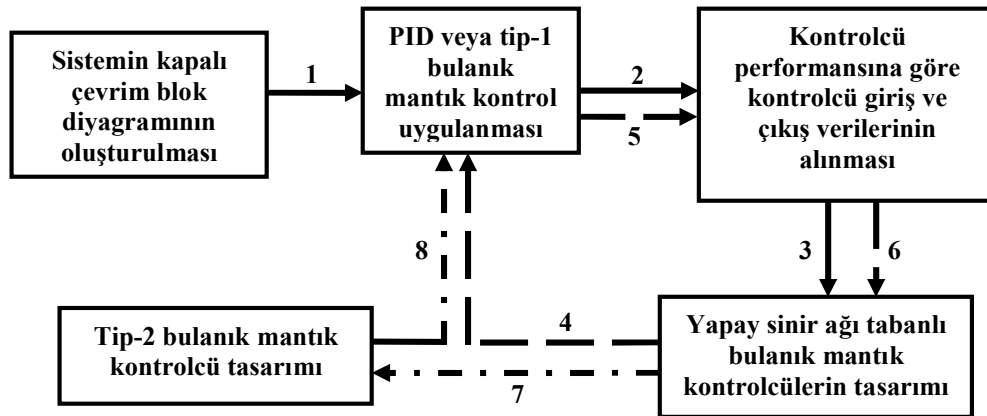 Sistemin kapalı
çevrim blok
diyagramının
oluşturulması
1
PID veya tip-1
bulanık
mantık kontrol
uygulanması
2
5
Kontrolcü
performansına göre
kontrolcü giriş ve
çıkış verilerinin
alınması
3
6
8
Tip-2 bulanık mantık
kontrolcü tasarımı
4
7
Yapay sinir ağı tabanlı
bulanık mantık
kontrolcülerin tasarımı